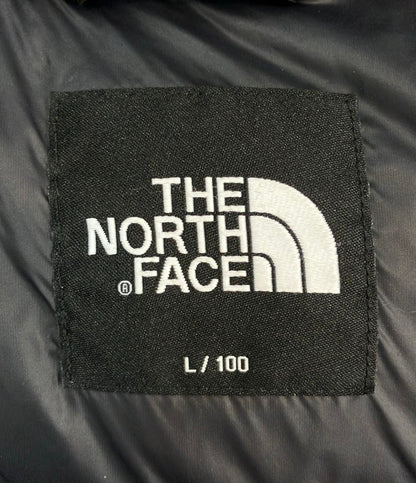 THE
NORTH
® FACE
L / 100